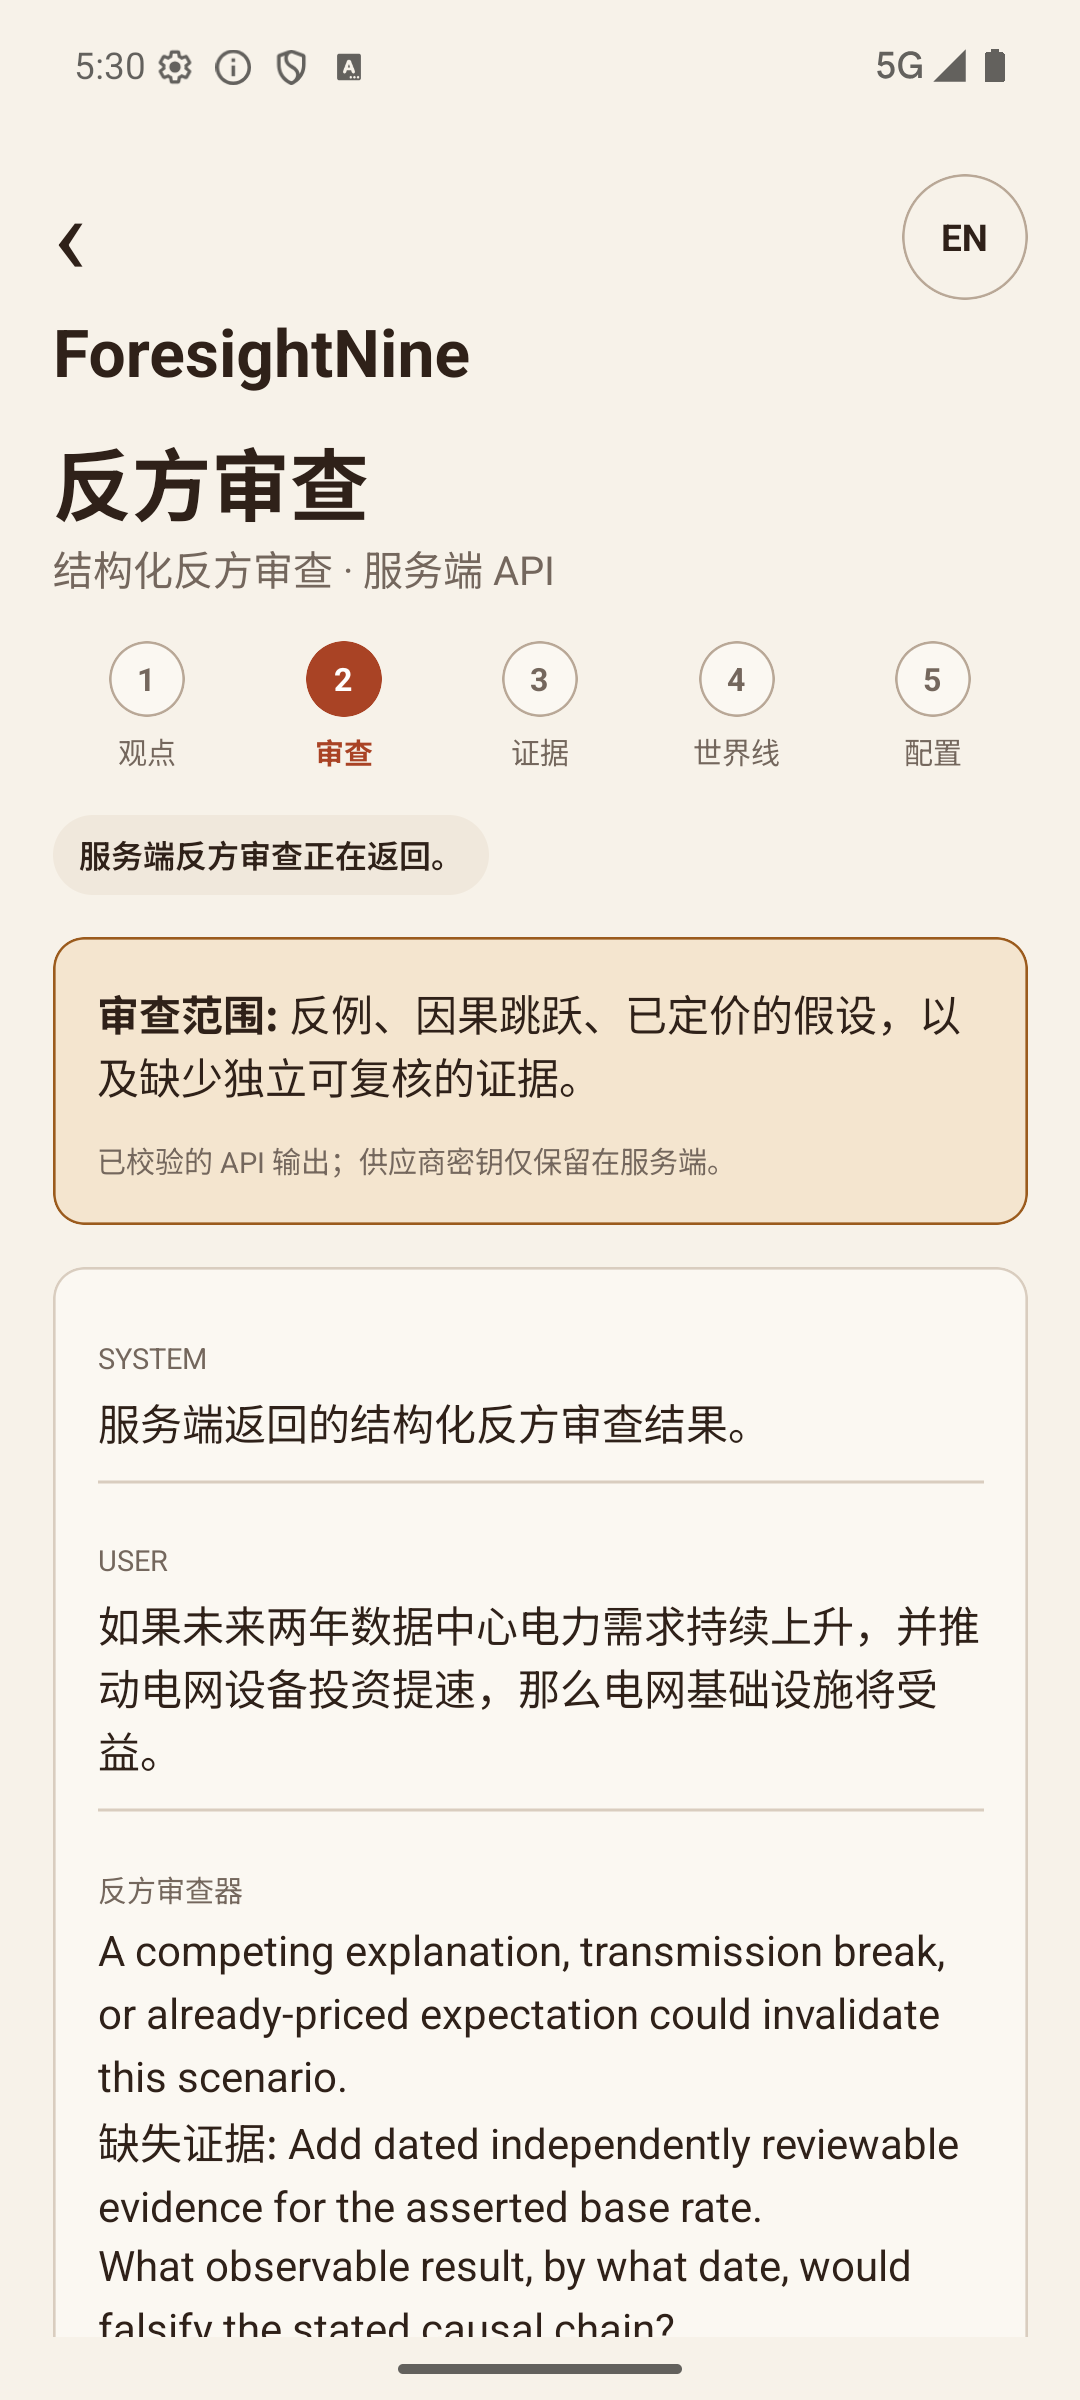 5:30
5G
EN
ForesightNine
反方审查
结构化反方审查 · 服务端 API
1
2
3
4
5
观点
审查
证据
世界线
配置
服务端反方审查正在返回。
审查范围: 反例、因果跳跃、已定价的假设，以
及缺少独立可复核的证据。
已校验的 API 输出；供应商密钥仅保留在服务端。
SYSTEM
服务端返回的结构化反方审查结果。
USER
如果未来两年数据中心电力需求持续上升，并推
动电网设备投资提速，那么电网基础设施将受
益。
反方审查器
A competing explanation, transmission break,
or already-priced expectation could invalidate
this scenario.
缺失证据: Add dated independently reviewable
evidence for the asserted base rate.
What observable result, by what date, would
falsify the stated causal chain?